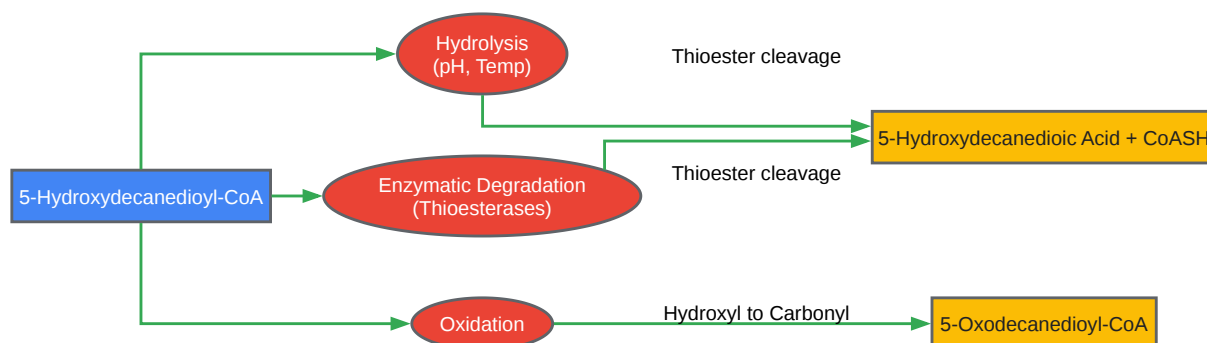 Hydrolysis
(pH, Temp)
Thioester cleavage
5-Hydroxydecanedioic Acid + CoASH
Thioester cleavage
5-Hydroxydecanedioyl-CoA
Enzymatic Degradation
(Thioesterases)
Oxidation
Hydroxyl to Carbonyl
5-Oxodecanedioyl-CoA